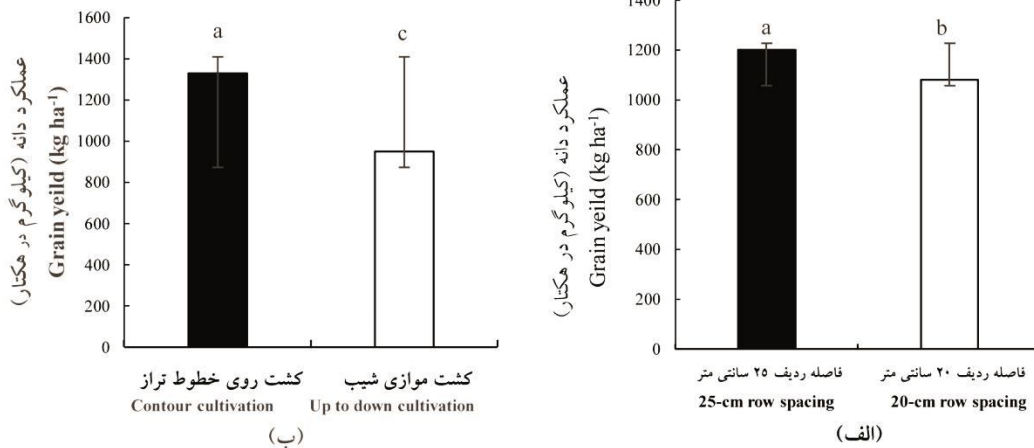 عملکرد دانه (کیلوگرم در هکتار)
Grain yeild (kg ha⁻¹)
1400
1200
1000
800
600
400
200
0
a
b
فاصله ردیف ۲۵ سانتی متر
25-cm row spacing
فاصله ردیف ۲۰ سانتی متر
20-cm row spacing
(الف)
عملکرد دانه (کیلوگرم در هکتار)
Grain yeild (kg ha⁻¹)
1600
1400
1200
1000
800
600
400
200
0
a
c
کشت روی خطوط تراز
Contour cultivation
کشت موازی شیب
Up to down cultivation
(ب)